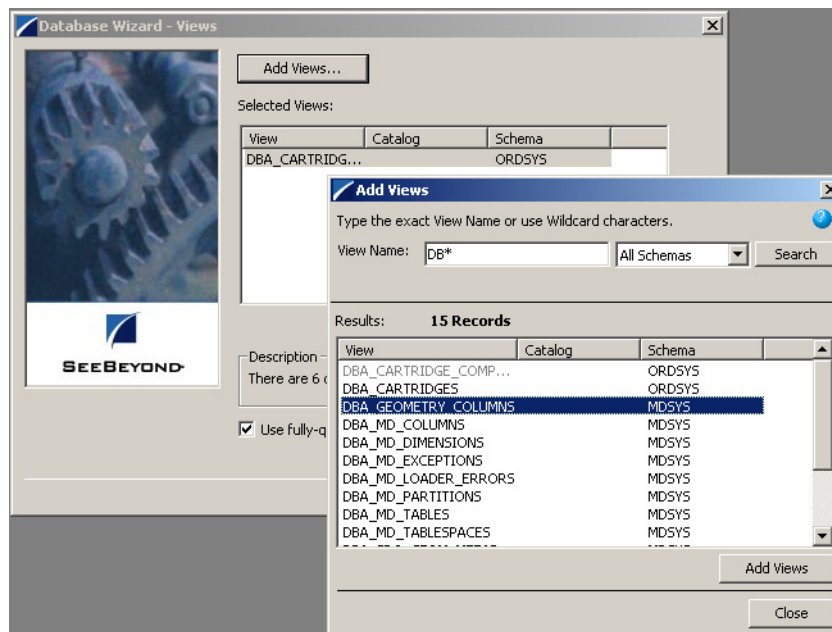 Database Wizard - Views
Add Views...
Selected Views:
View Catalog Schema
DBA_CARTRIDG... ORDSYS
SEEBEYOND
Description
There are 6
Use fully-q
Add Views
Type the exact View Name or use Wildcard characters.
View Name: DB* All Schemas Search
Results: 15 Records
View Catalog Schema
DBA_CARTRIDGE_COMP... ORDSYS
DBA_CARTRIDGES ORDSYS
DBA_GEOMETRY_COLUMNS MDSYS
DBA_MD_COLUMNS MDSYS
DBA_MD_DIMENSIONS MDSYS
DBA_MD_EXCEPTIONS MDSYS
DBA_MD_LOADER_ERRORS MDSYS
DBA_MD_PARTITIONS MDSYS
DBA_MD_TABLES MDSYS
DBA_MD_TABLESPACES MDSYS
Add Views
Close